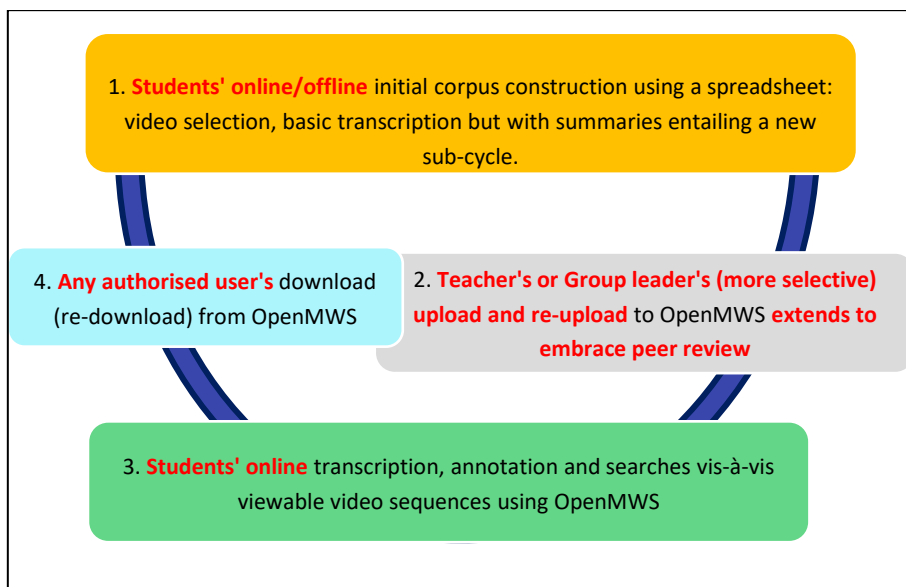 1. Students' online/offline initial corpus construction using a spreadsheet:
video selection, basic transcription but with summaries entailing a new
sub-cycle.
2. Teacher's or Group leader's (more selective)
upload and re-upload to OpenMWS extends to
embrace peer review
3. Students' online transcription, annotation and searches vis-à-vis
viewable video sequences using OpenMWS
4. Any authorised user's download
(re-download) from OpenMWS